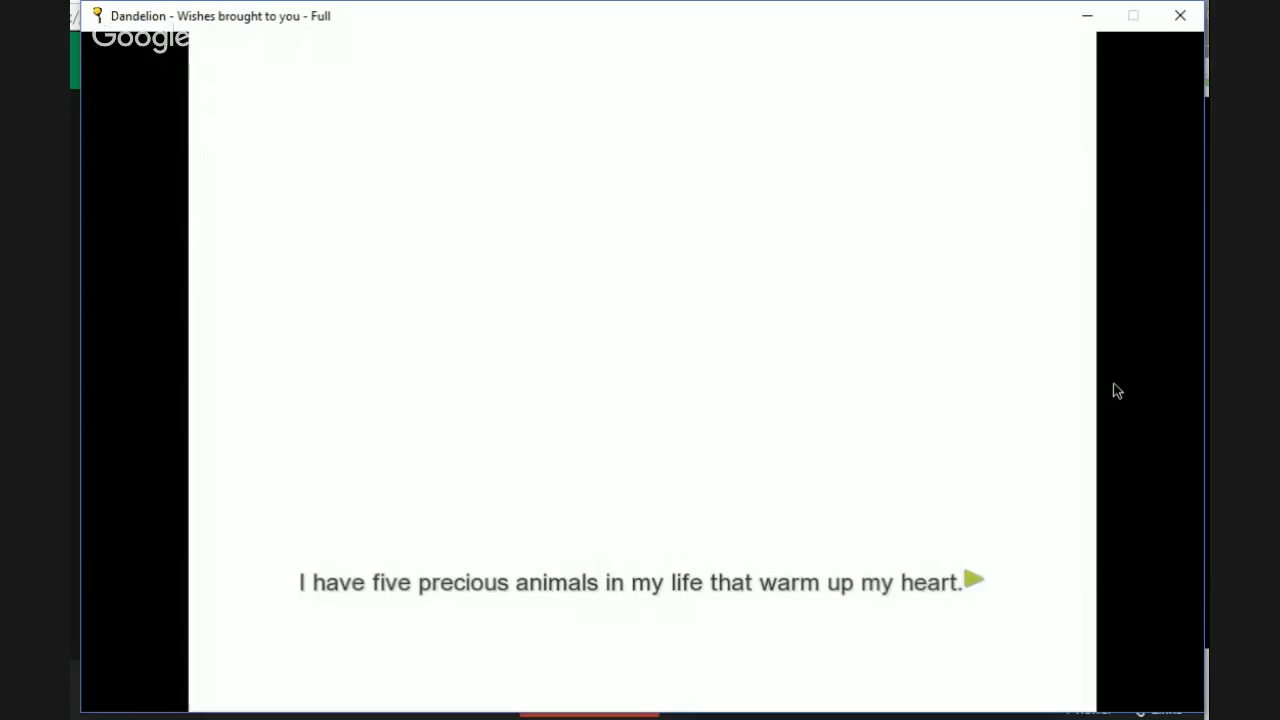 Dandelion - Wishes brought to you - Full
Google
I have five precious animals in my life that warm up my heart.